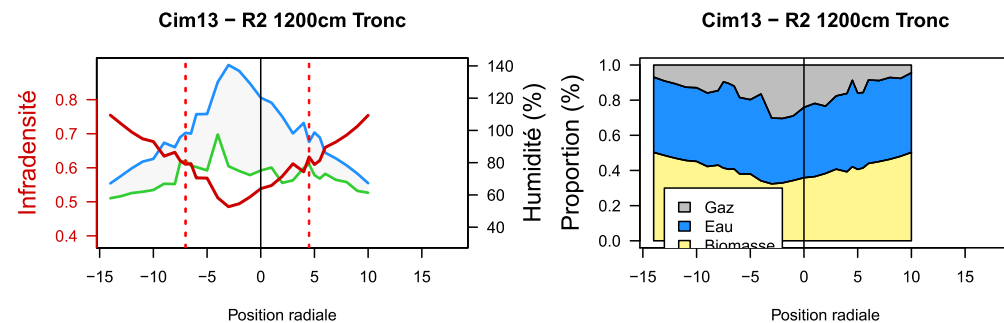 Cim13 − R2 1200cm Tronc
Infradensité
0.8
0.7
0.6
0.5
0.4
140
120
100
80
60
40
Humidité (%)
−15 −10 −5 0 5 10 15
Position radiale
Cim13 − R2 1200cm Tronc
Proportion (%)
1.0
0.8
0.6
0.4
0.2
0.0
Gaz
Eau
Biomasse
−15 −10 −5 0 5 10 15
Position radiale